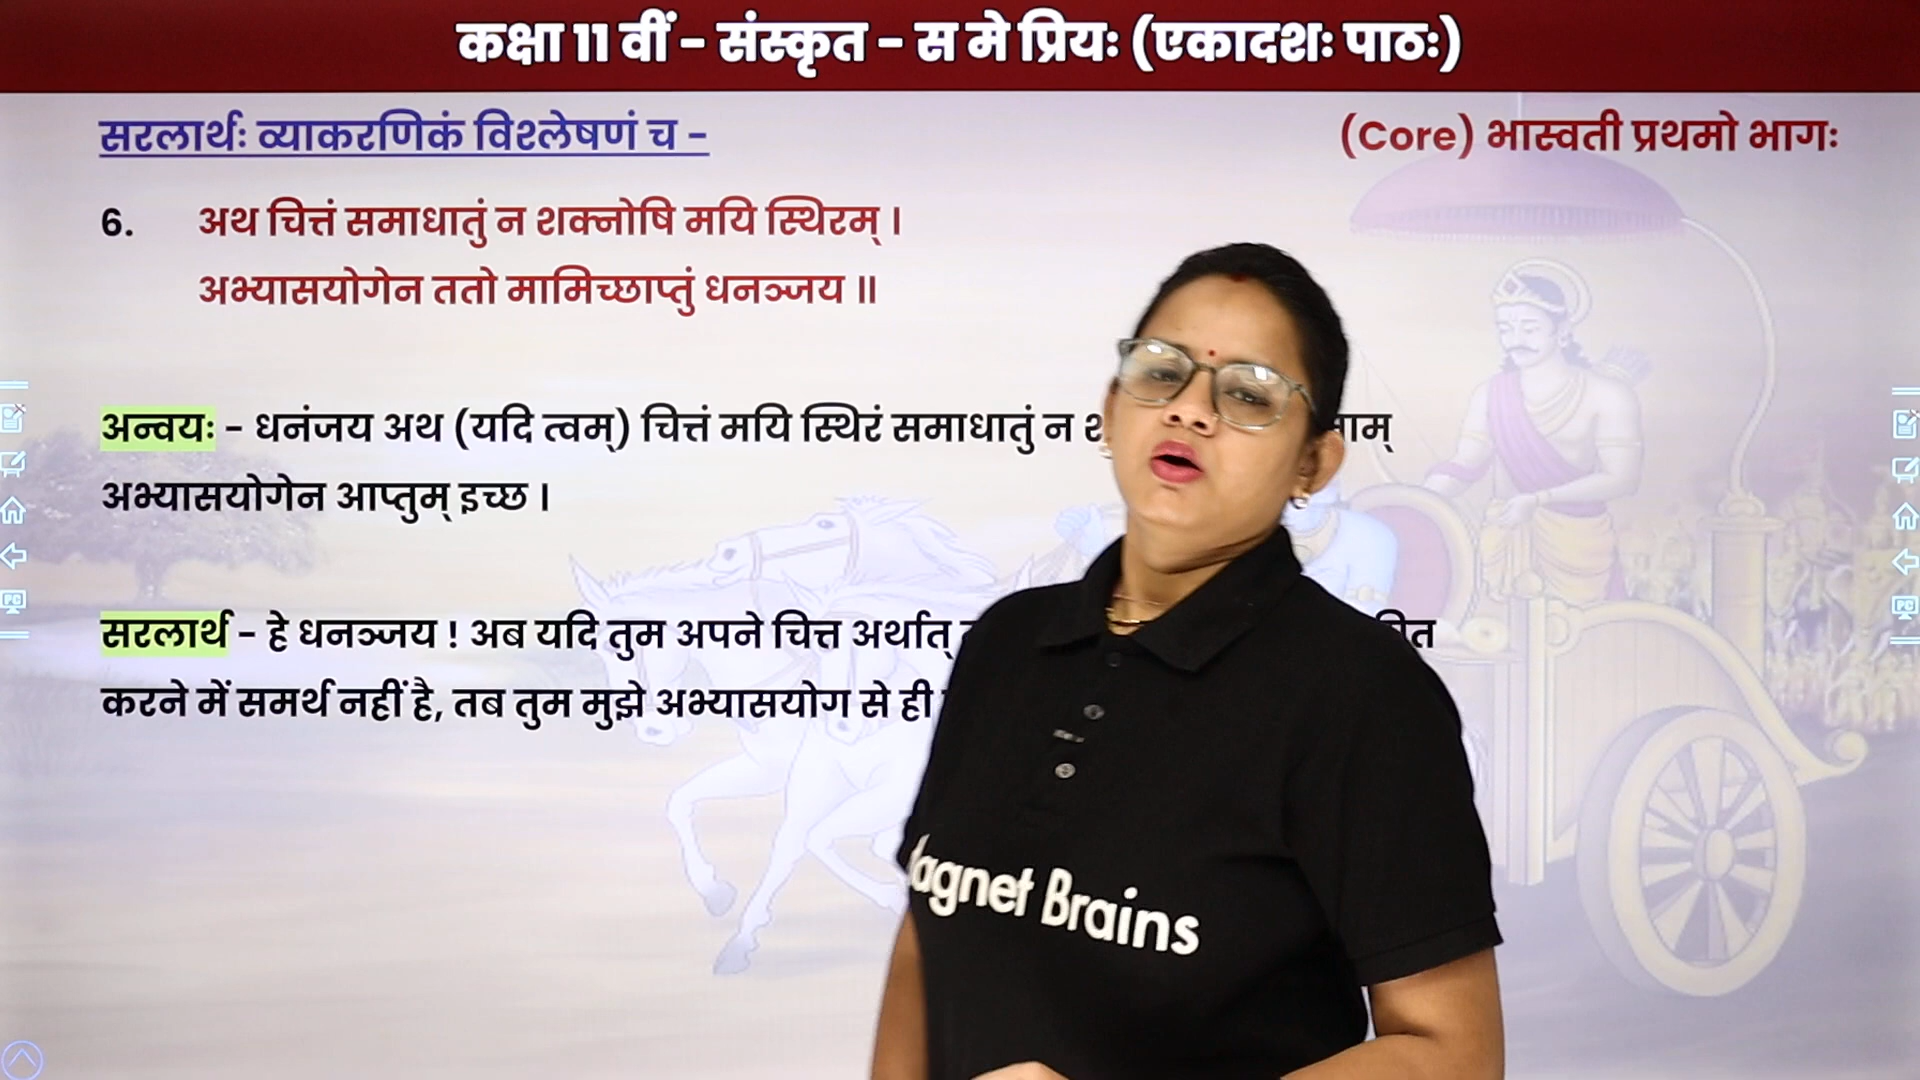 कक्षा 11 वीं - संस्कृत - स मे प्रियः (एकादशः पाठः)
सरलार्थः व्याकरणिकं विश्लेषणं च -
(Core) भास्वती प्रथमो भागः
6. अथ चित्तं समाधातुं न शक्नोषि मयि स्थिरम् ।
अभ्यासयोगेन ततो मामिच्छाप्तुं धनञ्जय ॥
अन्वयः - धनंजय अथ (यदि त्वम्) चित्तं मयि स्थिरं समाधातुं न
अभ्यासयोगेन आप्तुम् इच्छ ।
सरलार्थ - हे धनञ्जय ! अब यदि तुम अपने चित्त अर्थात्
करने में समर्थ नहीं है, तब तुम मुझे अभ्यासयोग से ही
Brains
PC
PC